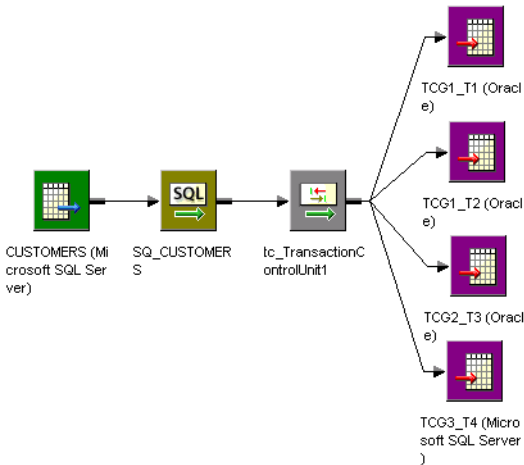 TCG1_T1 (Oracl
e)
TCG1_T2 (Oracl
e)
SQL
CUSTOMERS (Mi
crosoft SQL Ser
ver)
SQ_CUSTOMER
S
tc_TransactionC
ontrolUnit1
TCG2_T3 (Oracl
e)
TCG3_T4 (Micro
soft SQL Server
)